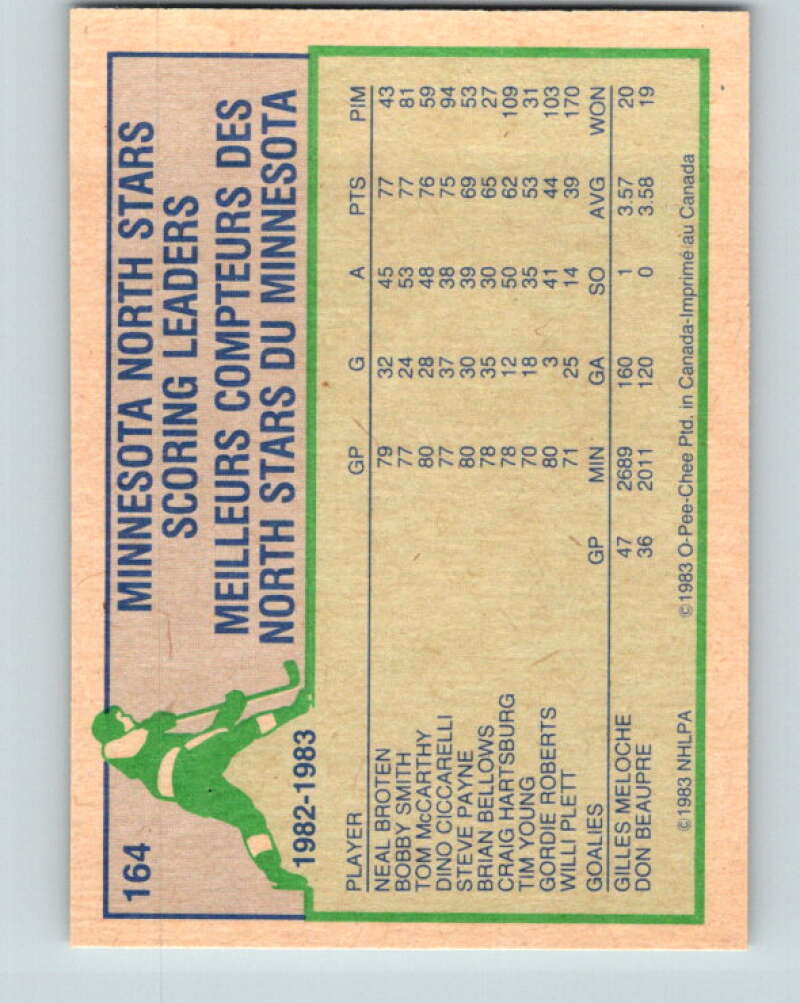 164
MINNESOTA NORTH STARS
SCORING LEADERS
MEILLEURS COMPTEURS DES
NORTH STARS DU MINNESOTA
1982-1983
PLAYER GP G A PTS PIM
NEAL BROTEN 79 32 45 77 43
BOBBY SMITH 77 24 53 77 81
TOM McCARTHY 80 28 48 76 59
DINO CICCARELLI 77 37 38 75 94
STEVE PAYNE 80 30 39 69 53
BRIAN BELLOWS 78 35 30 65 27
CRAIG HARTSBURG 78 12 50 62 109
TIM YOUNG 70 18 35 53 31
GORDIE ROBERTS 80 3 41 44 103
WILLI PLETT 71 25 14 39 170
GOALIES GP MIN GA SO AVG WON
GILLES MELOCHE 47 2689 160 1 3.57 20
DON BEAUPRE 36 2011 120 0 3.58 19
©1983 NHLPA ©1983 O-Pee-Chee Ptd. in Canada-Imprimé au Canada